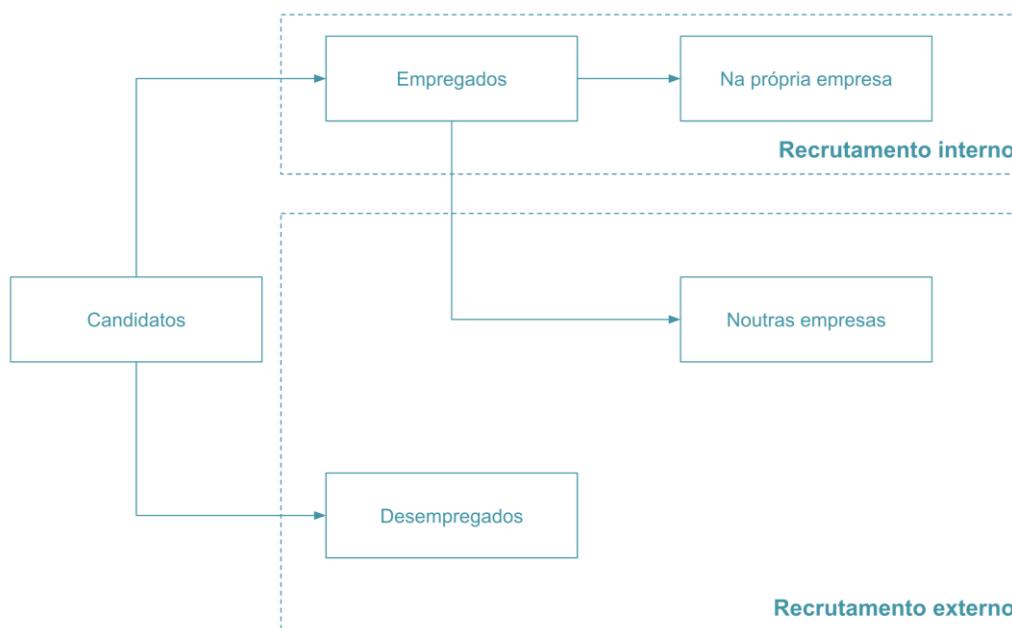 Empregados
Na própria empresa
Recrutamento interno
Candidatos
Noutras empresas
Desempregados
Recrutamento externo